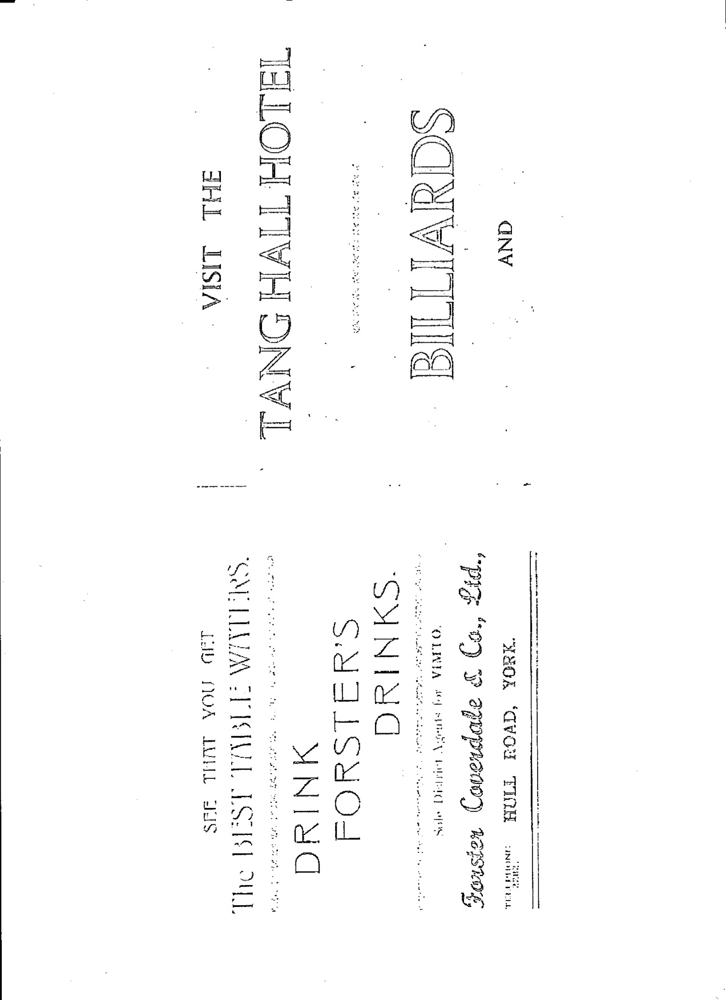 SEE THAT YOU GET
The BEST TABLE WATERS.
DRINK
FORSTER'S
DRINKS.
Sole District Agents for VIMTO.
Forster Coverdale & Co., Ltd.,
TELEPHONE
HULL ROAD, YORK.
VISIT THE
TANG HALL HOTEL
BILLIARDS
AND